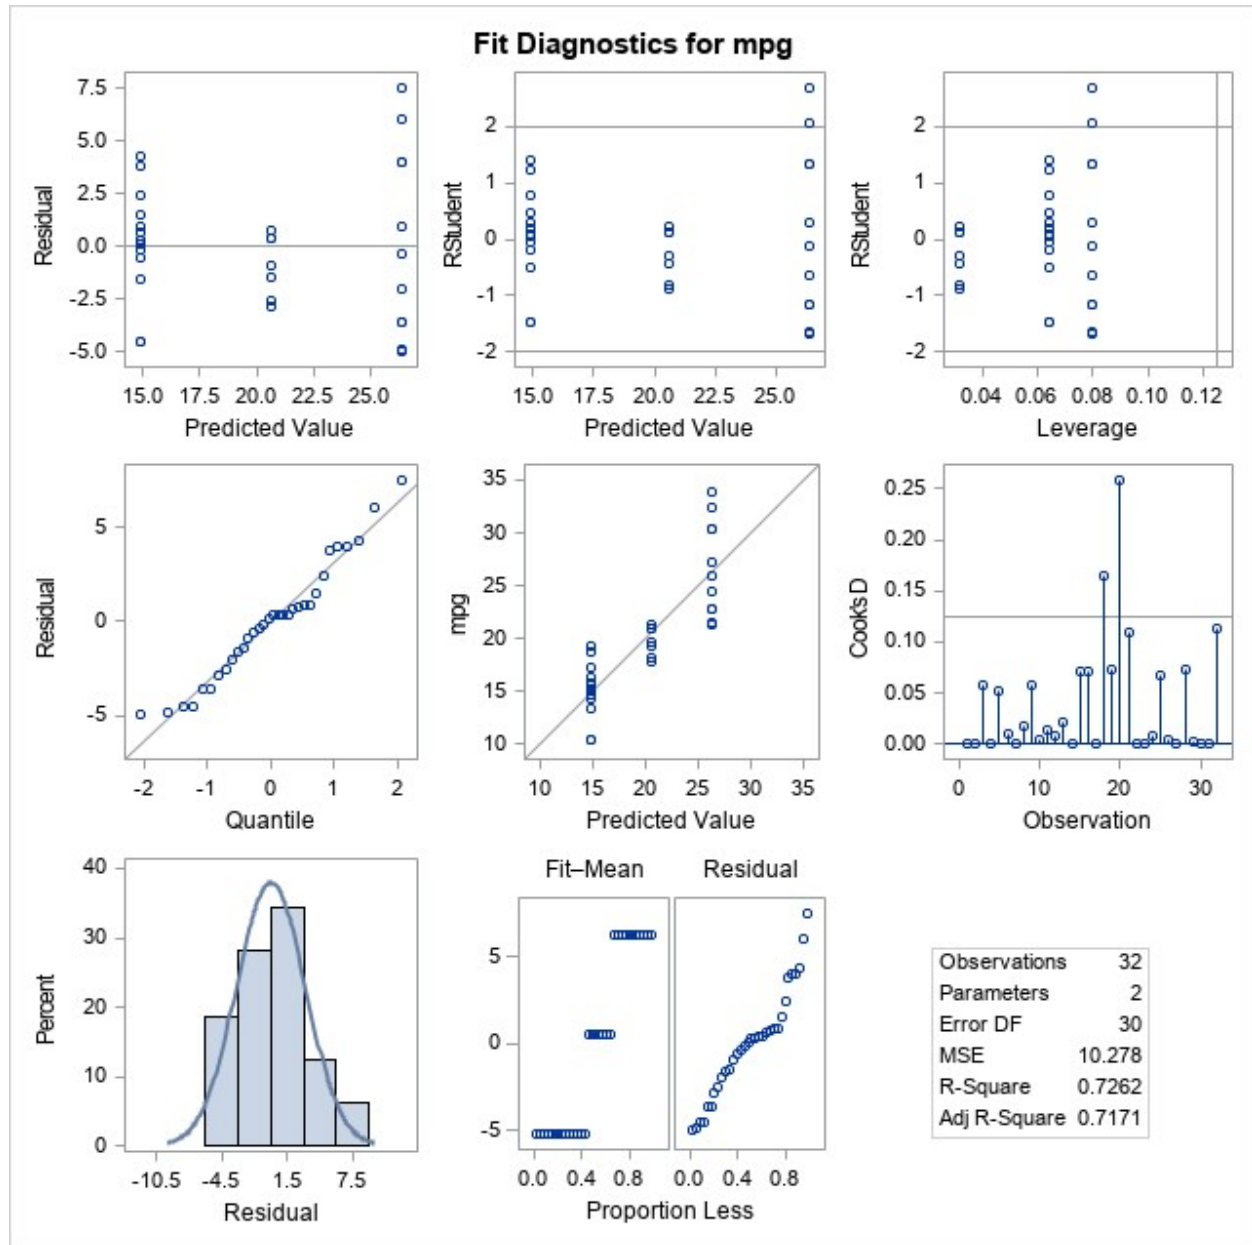 Fit Diagnostics for mpg
7.5
5.0
2.5
0.0
-2.5
-5.0
Residual
15.0 17.5 20.0 22.5 25.0
Predicted Value
2
1
0
-1
-2
RStudent
15.0 17.5 20.0 22.5 25.0
Predicted Value
2
1
0
-1
-2
RStudent
0.04 0.06 0.08 0.10 0.12
Leverage
5
0
-5
Residual
-2 -1 0 1 2
Quantile
35
30
25
20
15
10
mpg
10 15 20 25 30 35
Predicted Value
0.25
0.20
0.15
0.10
0.05
0.00
Cook's D
0 10 20 30
Observation
40
30
20
10
0
Percent
-10.5 -4.5 1.5 7.5
Residual
Fit–Mean Residual
5
0
-5
0.0 0.4 0.8 0.0 0.4 0.8
Proportion Less
Observations 32
Parameters 2
Error DF 30
MSE 10.278
R-Square 0.7262
Adj R-Square 0.7171